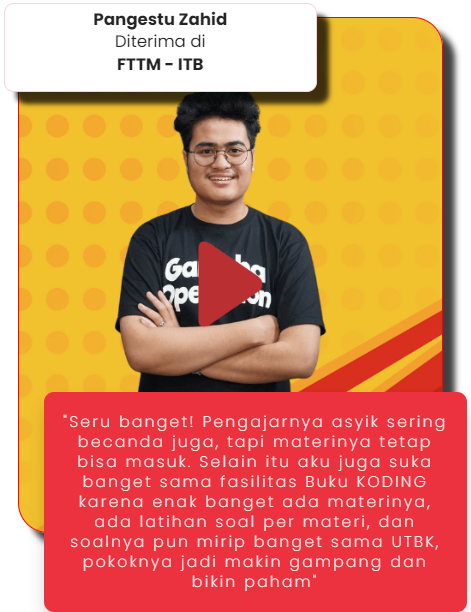 Pangestu Zahid
Diterima di
FTTM - ITB
"Seru banget! Pengajarnya asyik sering
becanda juga, tapi materinya tetap
bisa masuk. Selain itu aku juga suka
banget sama fasilitas Buku KODING
karena enak banget ada materinya,
ada latihan soal per materi, dan
soalnya pun mirip banget sama UTBK,
pokoknya jadi makin gampang dan
bikin paham"